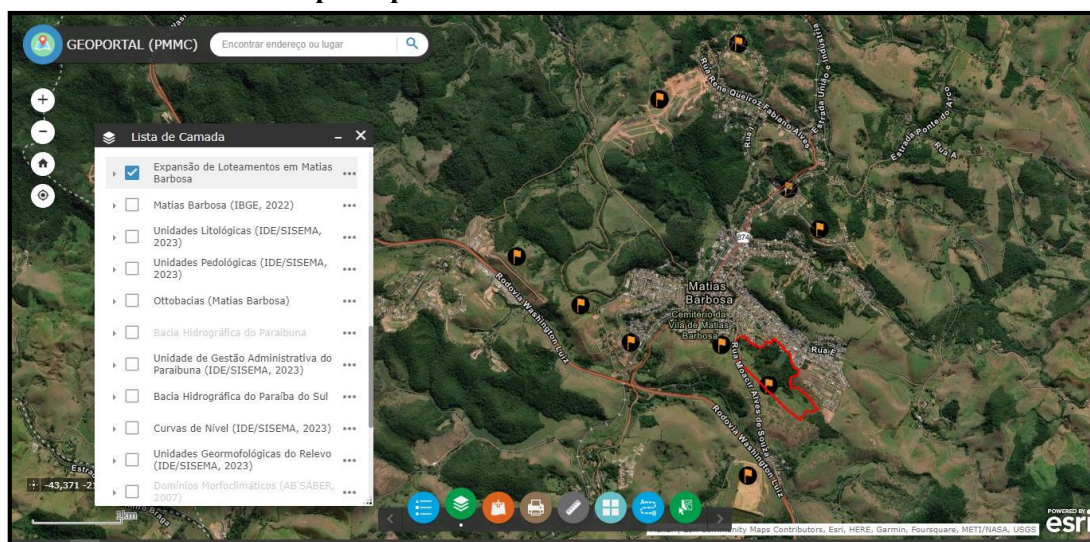 GEOPORTAL (PMMC)
Encontrar endereço ou lugar
Lista de Camada
Expansão de Loteamentos em Matias
Barbosa
Matias Barbosa (IBGE, 2022)
Unidades Litológicas (IDE/SISEMA,
2023)
Unidades Pedológicas (IDE/SISEMA,
2023)
Ottobacias (Matias Barbosa)
Bacia Hidrográfica do Paraibuna
Unidade de Gestão Administrativa do
Paraibuna (IDE/SISEMA, 2023)
Bacia Hidrográfica do Paraíba do Sul
Curvas de Nível (IDE/SISEMA, 2023)
Unidades Geormofológicas do Relevo
(IDE/SISEMA, 2023)
Domínios Morfoclimáticos (AB'SÁBER,
2007)
Rua Rene Queiroz Fabiano Alves
Estrada União e Indústria
Rua I
Estrada Ponte do Arco
Rua A
874
Rodovia Washington Luiz
Matias
Barbosa
Cemitério da
Vila de Matias
Barbosa
Rua E
Rua Moacir Alves de Souza
Rodovia Washington Luiz
-43,371
1km
Community Maps Contributors, Esri, HERE, Garmin, Foursquare, METI/NASA, USGS
POWERED BY
esri